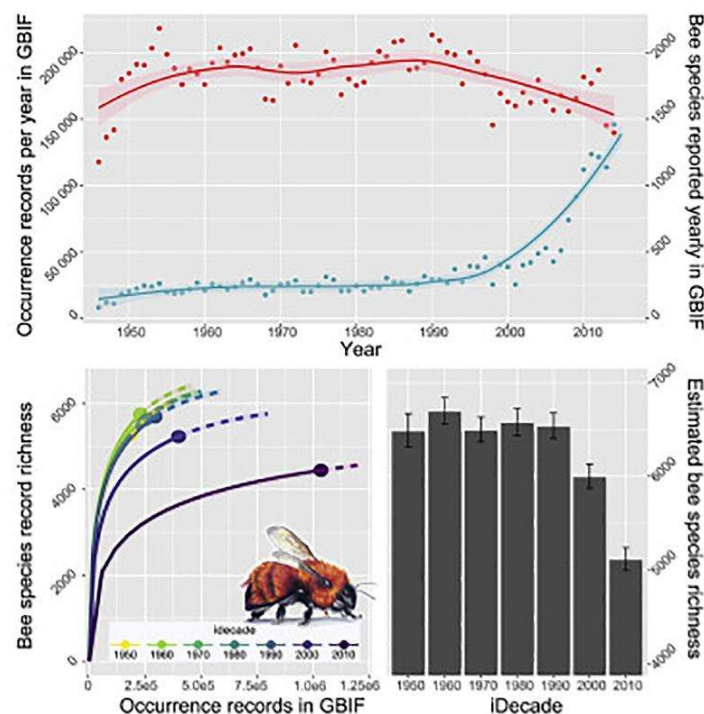 Occurrence records per year in GBIF
200 000
150 000
100 000
50 000
0
2000
1500
1000
500
0
Bee species reported yearly in GBIF
1950 1960 1970 1980 1990 2000 2010
Year
Bee species record richness
6000
4000
2000
0
idecade
1950 1960 1970 1980 1990 2000 2010
0 2.5e5 5.0e5 7.5e5 1.0e6 1.25e6
Occurrence records in GBIF
7000
6000
5000
4000
Estimated bee species richness
1950 1960 1970 1980 1990 2000 2010
iDecade